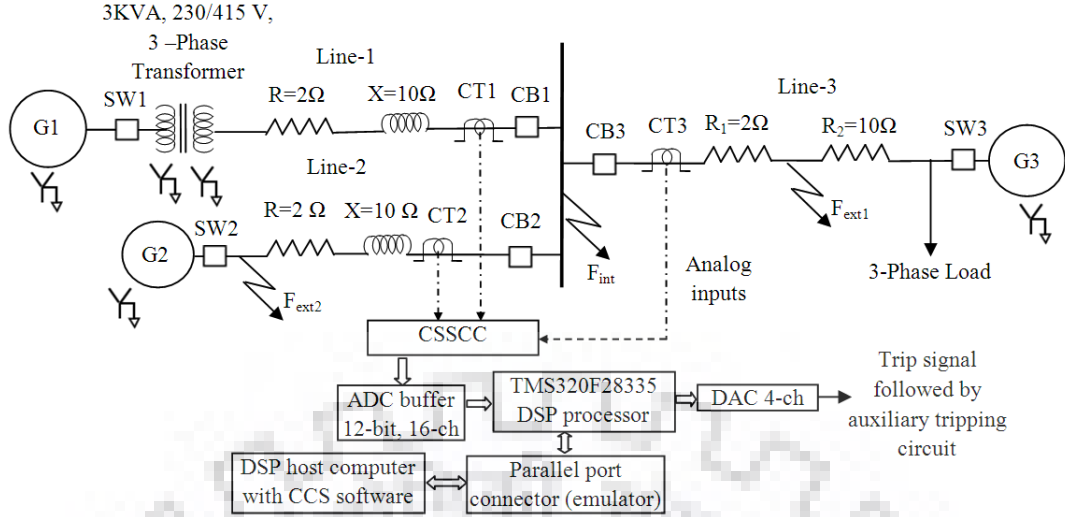 3KVA, 230/415 V,
3 –Phase
Transformer
Line-1
SW1
R=2Ω
X=10Ω
CT1
CB1
G1
Line-2
R=2 Ω
X=10 Ω
CT2
CB2
SW2
G2
F_ext2
CB3
CT3
Line-3
R₁=2Ω
R₂=10Ω
SW3
G3
F_ext1
F_int
Analog
inputs
3-Phase Load
CSSCC
ADC buffer
12-bit, 16-ch
TMS320F28335
DSP processor
DAC 4-ch
Trip signal
followed by
auxiliary tripping
circuit
DSP host computer
with CCS software
Parallel port
connector (emulator)